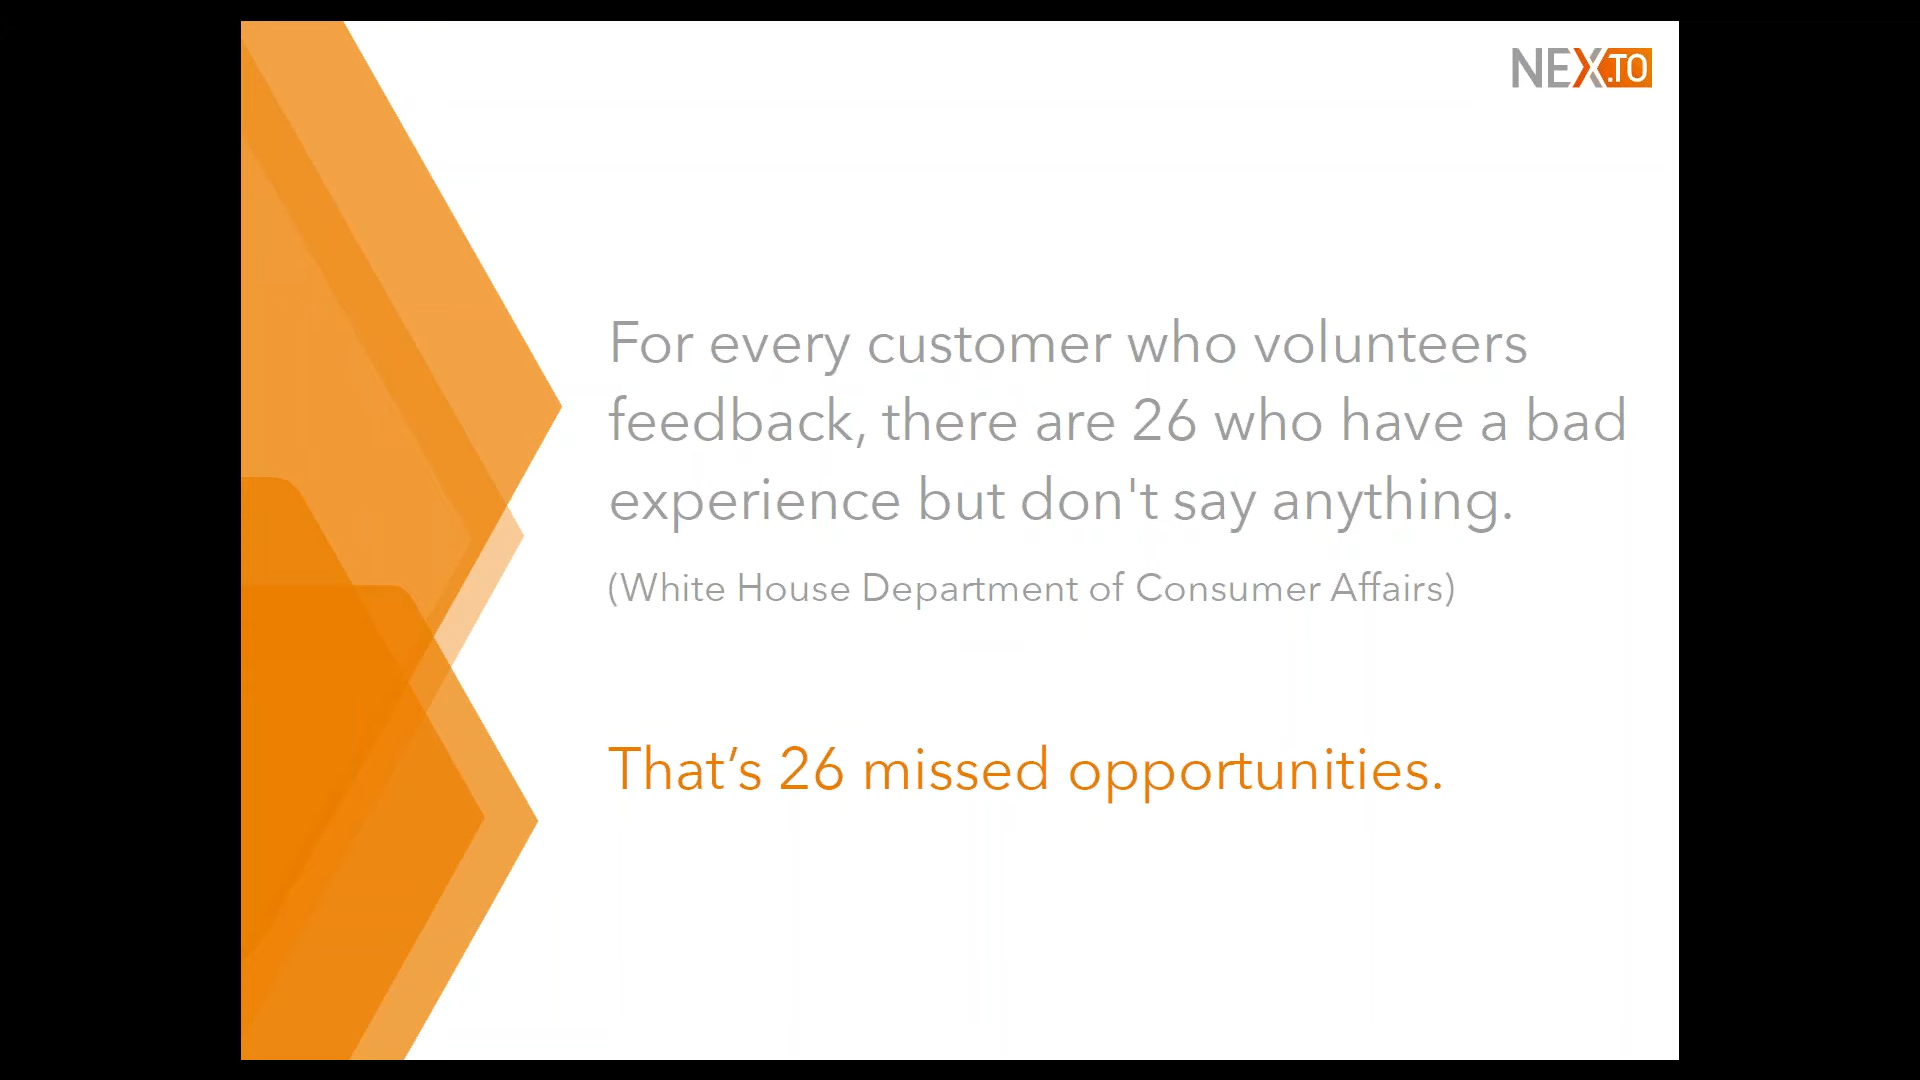 NEX.TO
For every customer who volunteers
feedback, there are 26 who have a bad
experience but don't say anything.
(White House Department of Consumer Affairs)
That’s 26 missed opportunities.